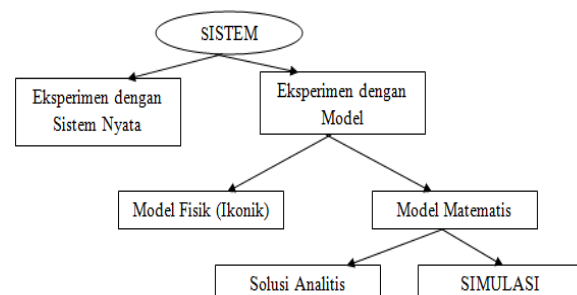 SISTEM
Eksperimen dengan
Sistem Nyata
Eksperimen dengan
Model
Model Fisik (Ikonik)
Model Matematis
Solusi Analitis
SIMULASI